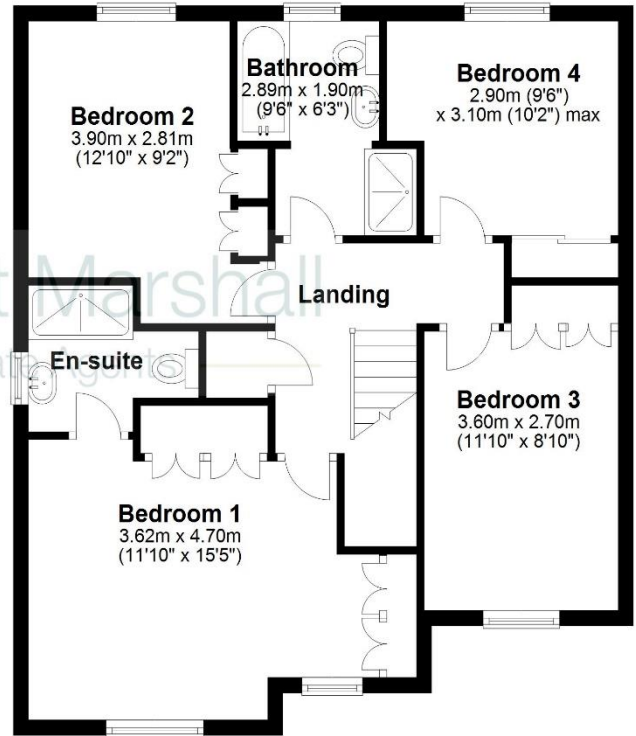 Bathroom
2.89m x 1.90m
(9'6" x 6'3")
Bedroom 4
2.90m (9'6")
x 3.10m (10'2") max
Bedroom 2
3.90m x 2.81m
(12'10" x 9'2")
Marshall
Landing
En-suite
Agents
Bedroom 3
3.60m x 2.70m
(11'10" x 8'10")
Bedroom 1
3.62m x 4.70m
(11'10" x 15'5")